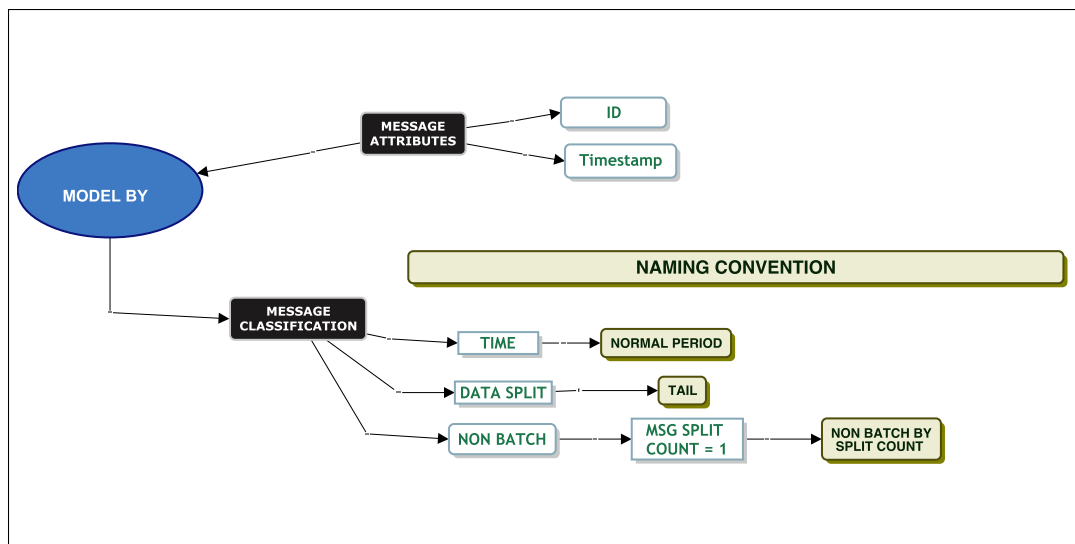 MESSAGE
ATTRIBUTES
ID
Timestamp
MODEL BY
NAMING CONVENTION
MESSAGE
CLASSIFICATION
TIME
NORMAL PERIOD
DATA SPLIT
TAIL
NON BATCH
MSG SPLIT
COUNT = 1
NON BATCH BY
SPLIT COUNT